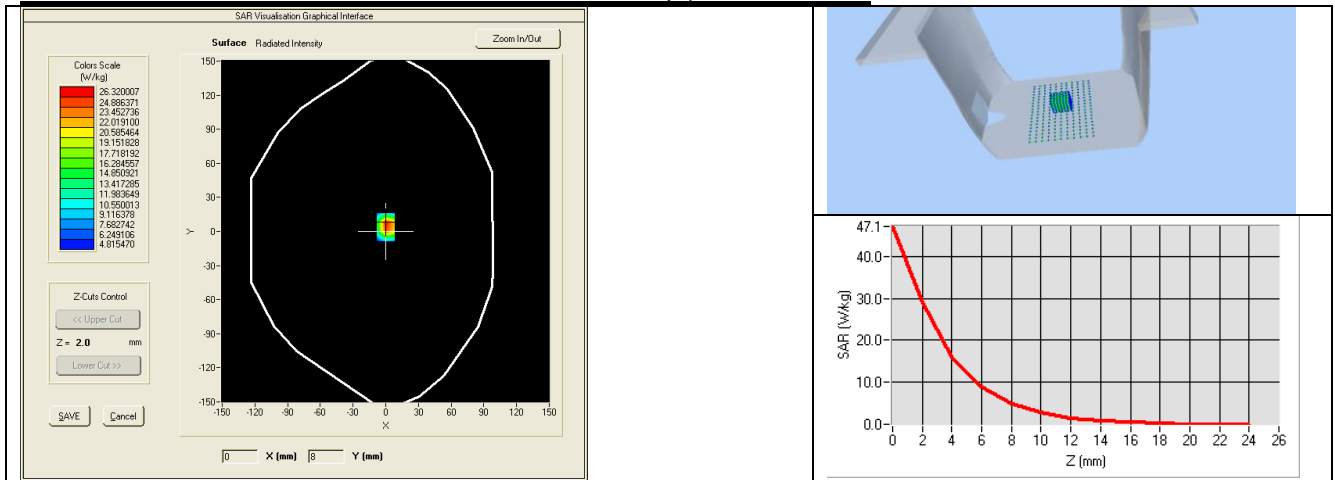 SAR Visualisation Graphical Interface
Surface Radiated Intensity
Zoom In/Out
Colors Scale
(W/kg)
26.320007
24.886371
23.452736
22.019100
20.585464
19.151828
17.718192
16.284557
14.850921
13.417285
11.983649
10.550013
9.116378
7.682742
6.249106
4.815470
Z-Cuts Control
<< Upper Cut
Z = 2.0 mm
Lower Cut >>
SAVE Cancel
150
120
90
60
30
0
-30
-60
-90
-120
-150
Y
-150 -120 -90 -60 -30 0 30 60 90 120 150
X
0 X (mm) 8 Y (mm)
47.1
40.0
30.0
20.0
10.0
0.0
SAR (W/kg)
0 2 4 6 8 10 12 14 16 18 20 22 24 26
Z (mm)